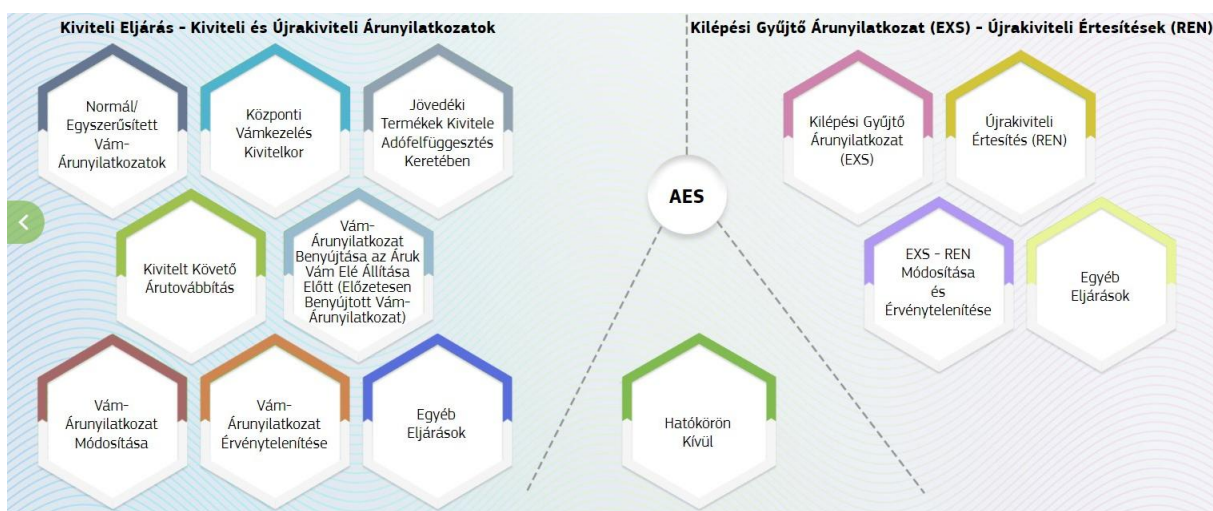 Kiviteli Eljárás - Kiviteli és Újrakiviteli Árunyilatkozatok
Normál/
Egyszerűsített
Vám-
Árunyilatkozatok
Központi
Vámkezelés
Kivitelkor
Jövedéki
Termékek Kivitele
Adófelfüggesztés
Keretében
Kivitelt Követő
Árutovábbítás
Vám-
Árunyilatkozat
Benyújtása az Áruk
Vám Elé Állítása
Előtt (Előzetesen
Benyújtott Vám-
Árunyilatkozat)
Vám-
Árunyilatkozat
Módosítása
Vám-
Árunyilatkozat
Érvénytelenítése
Egyéb
Eljárások
AES
Hatókörön
Kívül
Kilépési Gyűjtő Árunyilatkozat (EXS) - Újrakiviteli Értesítések (REN)
Kilépési Gyűjtő
Árunyilatkozat
(EXS)
Újrakiviteli
Értesítés (REN)
EXS - REN
Módosítása
és
Érvénytelenítése
Egyéb
Eljárások